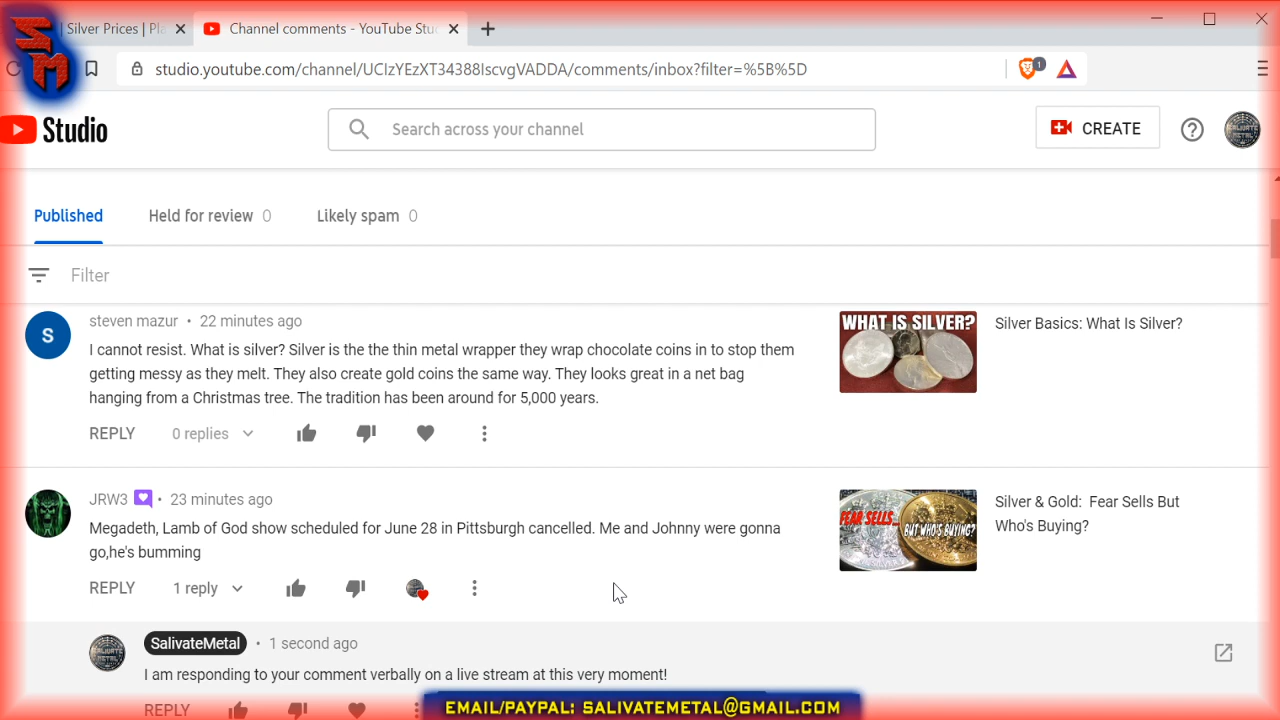 SM
| Silver Prices | Pla
Channel comments - YouTube Stu
studio.youtube.com/channel/UClzYEzXT34388IscvgVADDA/comments/inbox?filter=%5B%5D
1
Studio
Search across your channel
CREATE
Published
Held for review 0
Likely spam 0
Filter
steven mazur • 22 minutes ago
I cannot resist. What is silver? Silver is the the thin metal wrapper they wrap chocolate coins in to stop them
getting messy as they melt. They also create gold coins the same way. They looks great in a net bag
hanging from a Christmas tree. The tradition has been around for 5,000 years.
REPLY 0 replies
WHAT IS SILVER?
Silver Basics: What Is Silver?
JRW3 • 23 minutes ago
Megadeth, Lamb of God show scheduled for June 28 in Pittsburgh cancelled. Me and Johnny were gonna
go,he's bumming
REPLY 1 reply
FEAR SELLS...
BUT WHO'S BUYING?
Silver & Gold: Fear Sells But
Who's Buying?
SalivateMetal • 1 second ago
I am responding to your comment verbally on a live stream at this very moment!
REPLY
EMAIL/PAYPAL: SALIVATEMETAL@GMAIL.COM